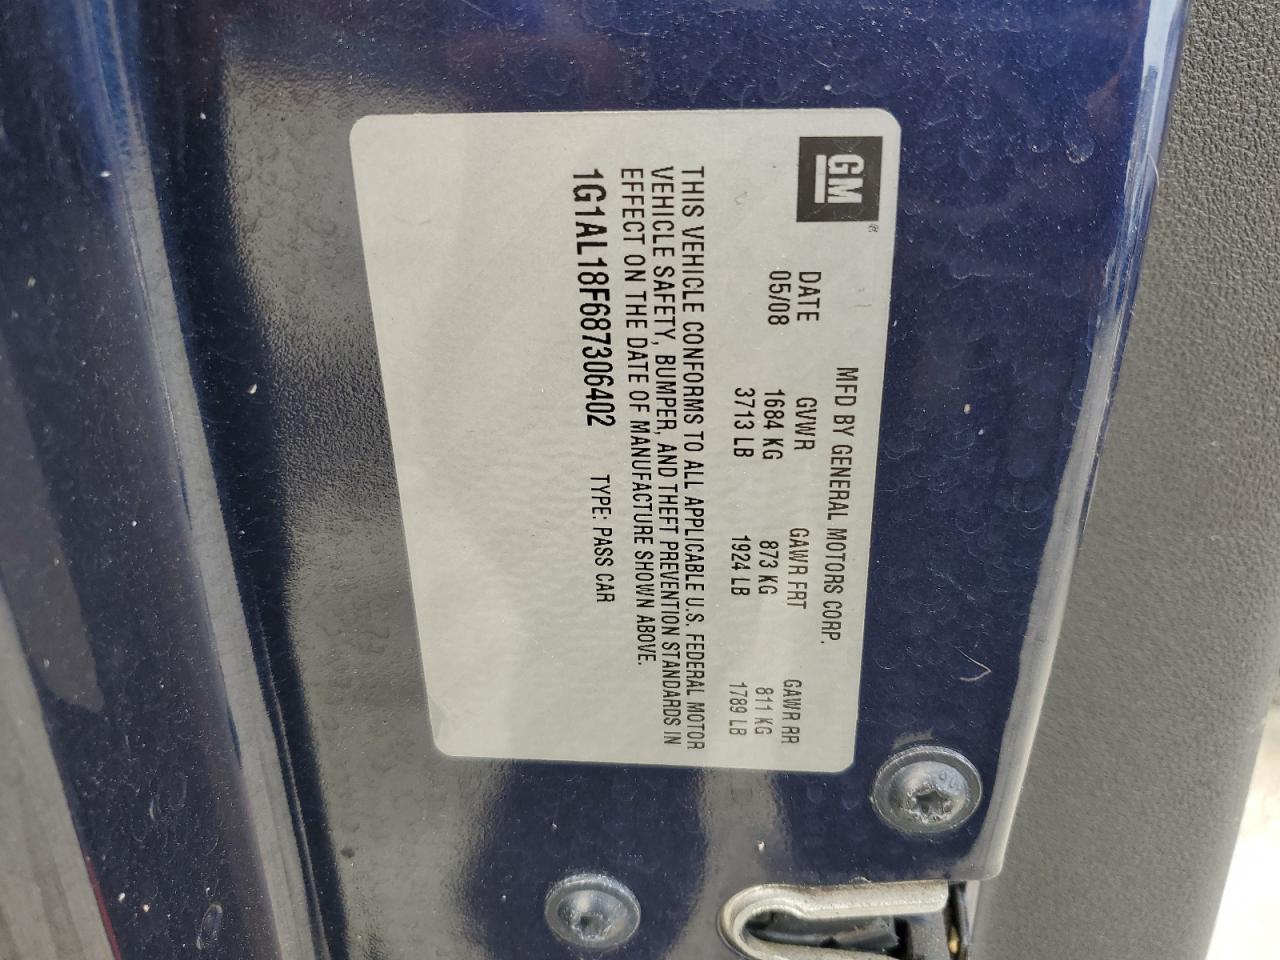 GM
®
MFD BY GENERAL MOTORS CORP.
DATE GVWR GAWR FRT GAWR RR
05/08 1684 KG 873 KG 811 KG
3713 LB 1924 LB 1789 LB
THIS VEHICLE CONFORMS TO ALL APPLICABLE U.S. FEDERAL MOTOR
VEHICLE SAFETY, BUMPER, AND THEFT PREVENTION STANDARDS IN
EFFECT ON THE DATE OF MANUFACTURE SHOWN ABOVE.
1G1AL18F687306402 TYPE: PASS CAR